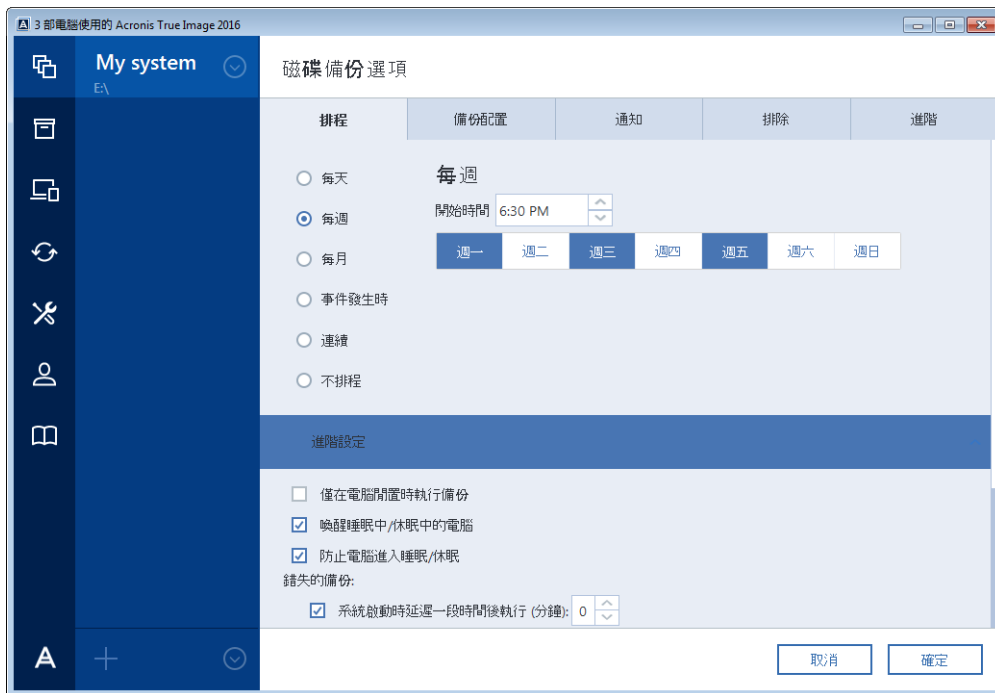 3 部電腦使用的 Acronis True Image 2016
My system
E:\
磁碟備份選項
排程
備份配置
通知
排除
進階
每天
每週
每月
事件發生時
連續
不排程
每週
開始時間 6:30 PM
週一 週二 週三 週四 週五 週六 週日
進階設定
僅在電腦閒置時執行備份
喚醒睡眠中/休眠中的電腦
防止電腦進入睡眠/休眠
錯失的備份:
系統啟動時延遲一段時間後執行 (分鐘): 0
取消
確定